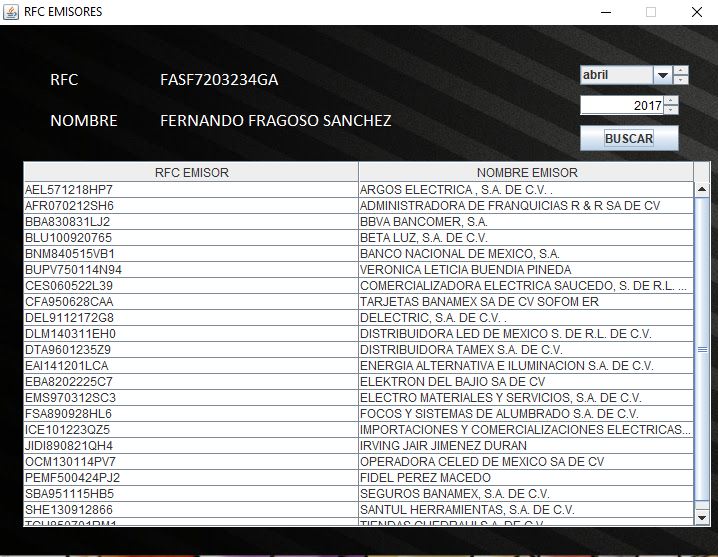 RFC EMISORES
RFC FASF7203234GA
abril
2017
NOMBRE FERNANDO FRAGOSO SANCHEZ
BUSCAR
RFC EMISOR NOMBRE EMISOR
AEL571218HP7 ARGOS ELECTRICA , S.A. DE C.V. .
AFR070212SH6 ADMINISTRADORA DE FRANQUICIAS R & R SA DE CV
BBA830831LJ2 BBVA BANCOMER, S.A.
BLU100920765 BETA LUZ, S.A. DE C.V.
BNM840515VB1 BANCO NACIONAL DE MEXICO, S.A.
BUPV750114N94 VERONICA LETICIA BUENDIA PINEDA
CES060522L39 COMERCIALIZADORA ELECTRICA SAUCEDO, S. DE R.L. ...
CFA950628CAA TARJETAS BANAMEX SA DE CV SOFOM ER
DEL9112172G8 DELECTRIC, S.A. DE C.V. .
DLM140311EH0 DISTRIBUIDORA LED DE MEXICO S. DE R.L. DE C.V.
DTA9601235Z9 DISTRIBUIDORA TAMEX S.A. DE C.V.
EAI141201LCA ENERGIA ALTERNATIVA E ILUMINACION S.A. DE C.V.
EBA8202225C7 ELEKTRON DEL BAJIO SA DE CV
EMS970312SC3 ELECTRO MATERIALES Y SERVICIOS, S.A. DE C.V.
FSA890928HL6 FOCOS Y SISTEMAS DE ALUMBRADO S.A. DE C.V.
ICE101223QZ5 IMPORTACIONES Y COMERCIALIZACIONES ELECTRICAS...
JIDI890821QH4 IRVING JAIR JIMENEZ DURAN
OCM130114PV7 OPERADORA CELED DE MEXICO SA DE CV
PEMF500424PJ2 FIDEL PEREZ MACEDO
SBA951115HB5 SEGUROS BANAMEX, S.A. DE C.V.
SHE130912866 SANTUL HERRAMIENTAS, S.A. DE C.V.
TIENDAS S.A. DE C.V.